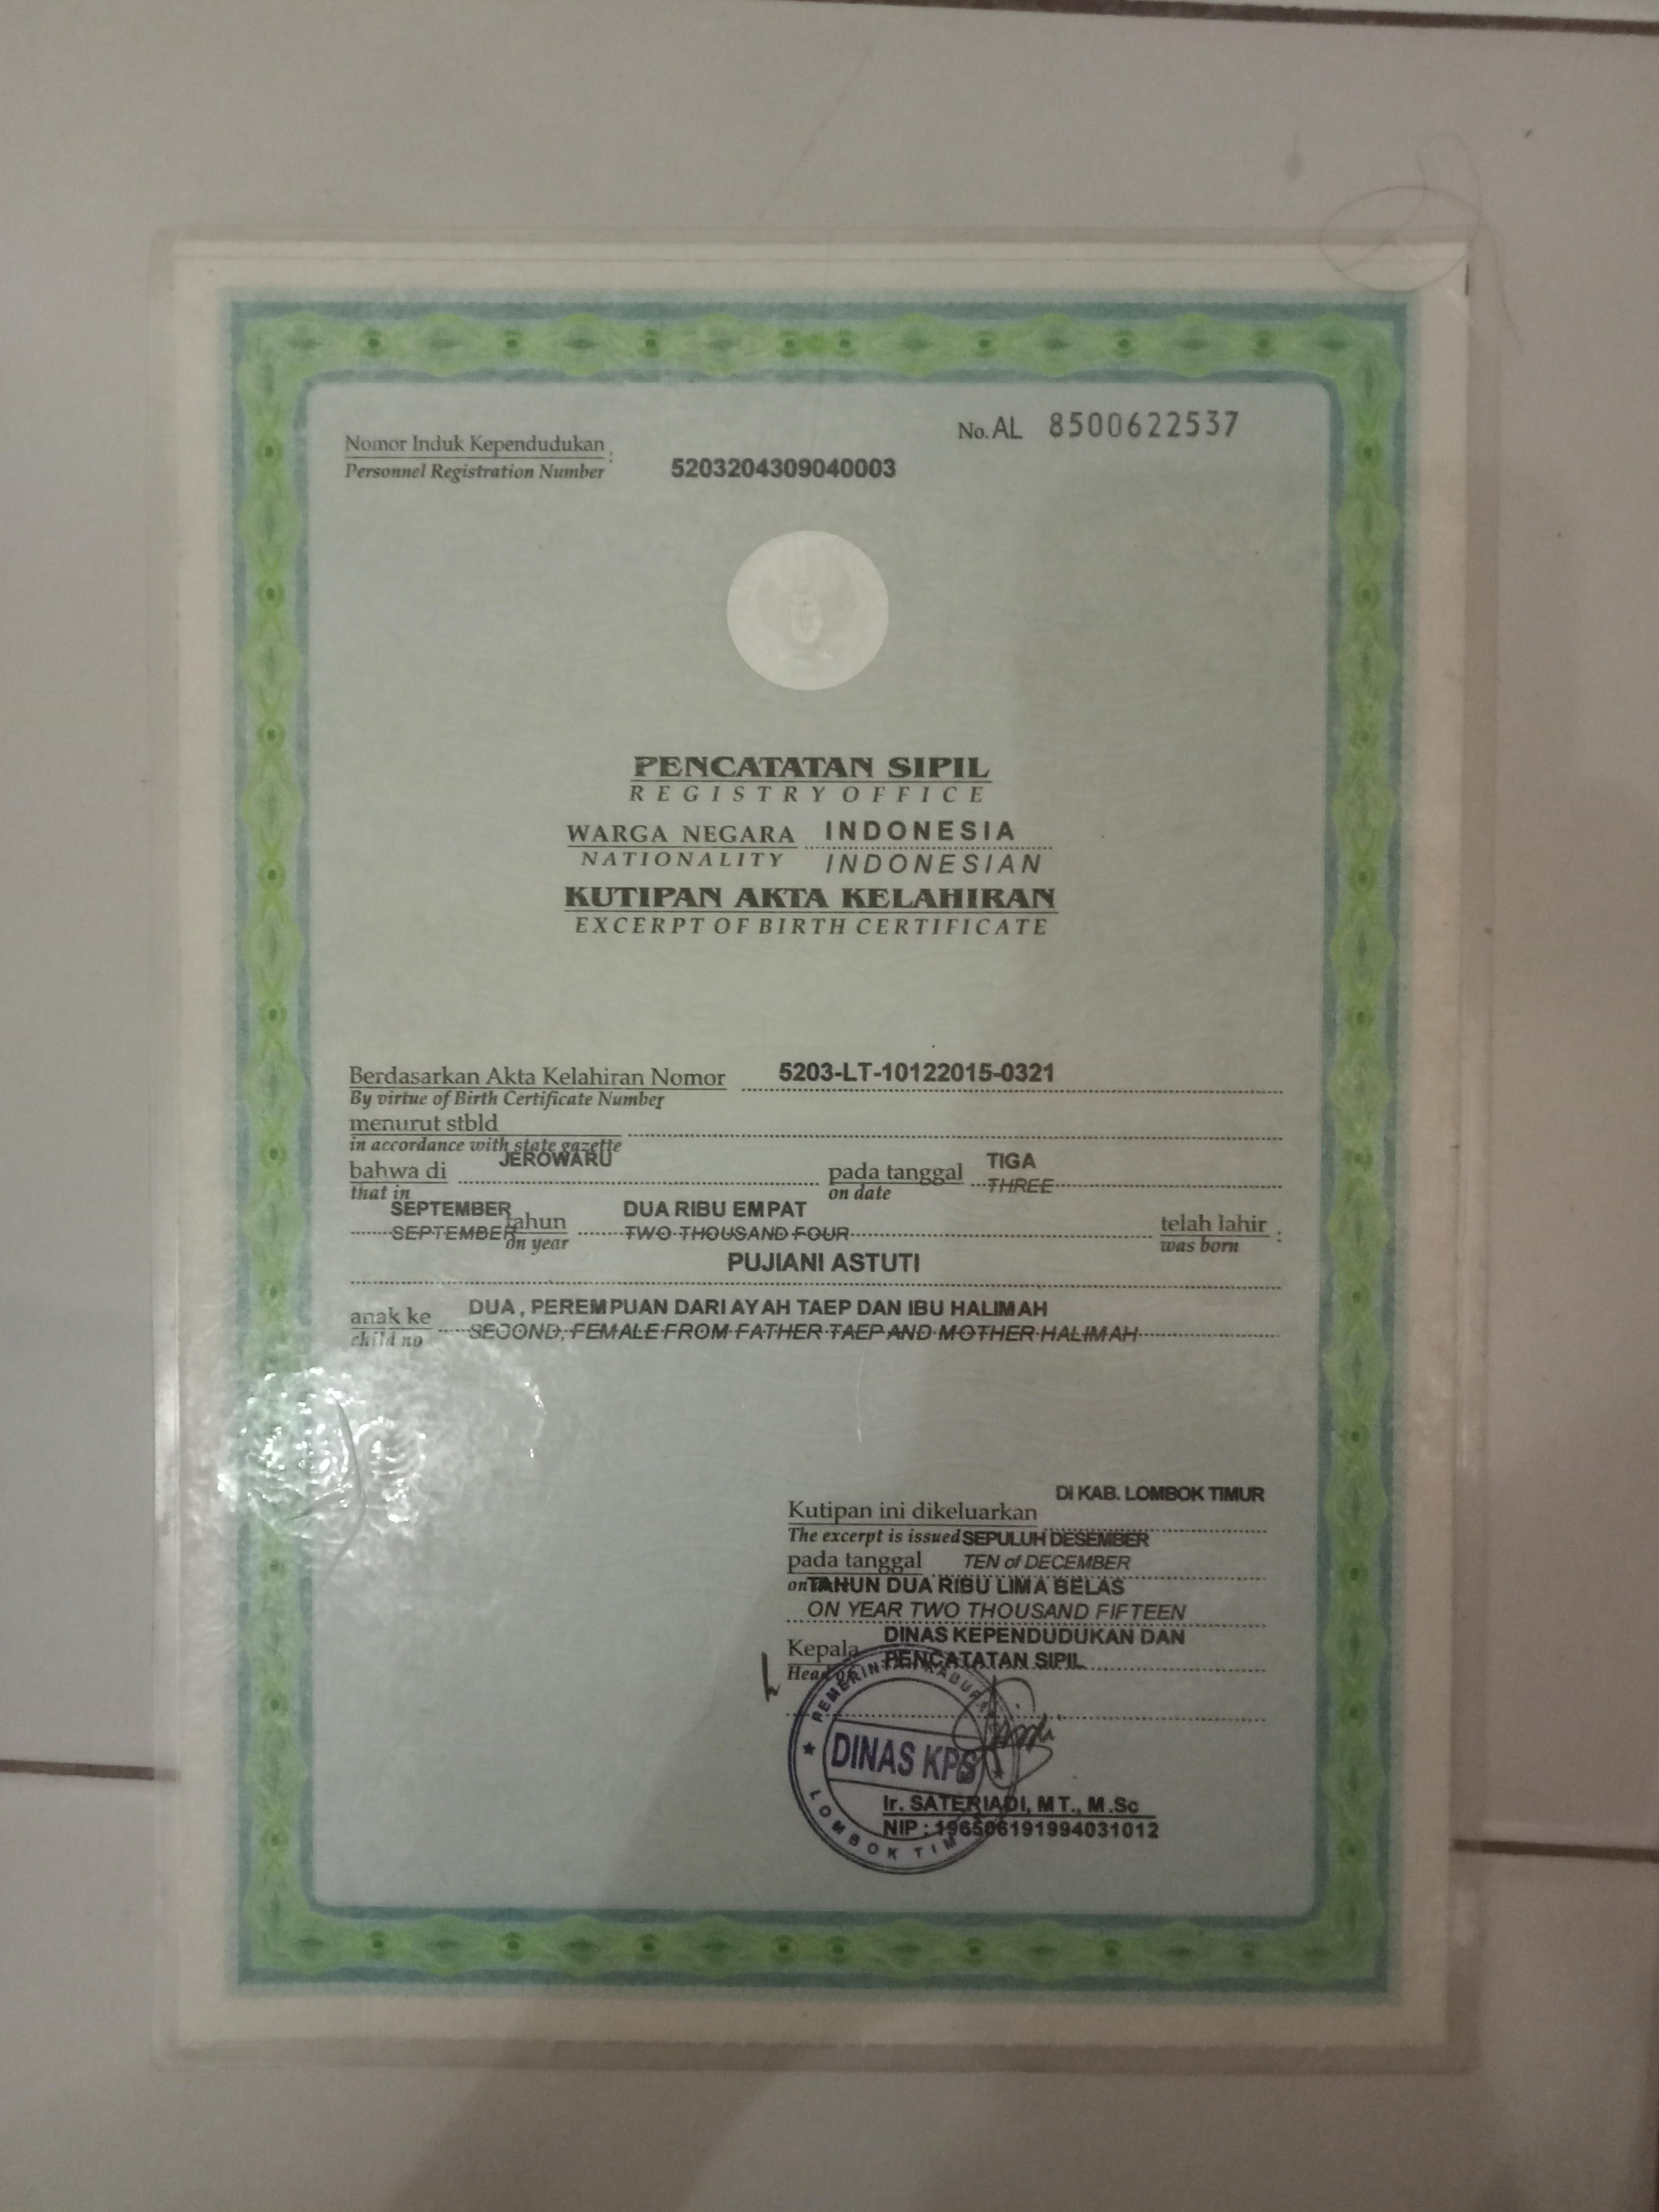 No. AL 8500622537
Nomor Induk Kependudukan :
Personnel Registration Number
5203204309040003
PENCATATAN SIPIL
REGISTRY OFFICE
WARGA NEGARA INDONESIA
NATIONALITY INDONESIAN
KUTIPAN AKTA KELAHIRAN
EXCERPT OF BIRTH CERTIFICATE
Berdasarkan Akta Kelahiran Nomor 5203-LT-10122015-0321
By virtue of Birth Certificate Number
menurut stbld
in accordance with state gazette
bahwa di JEROWARU pada tanggal TIGA
that in on date THREE
SEPTEMBER tahun DUA RIBU EMPAT telah lahir :
SEPTEMBER on year TWO THOUSAND FOUR was born
PUJIANI ASTUTI
anak ke DUA, PEREMPUAN DARI AYAH TAEP DAN IBU HALIMAH
child no SECOND, FEMALE FROM FATHER TAEP AND MOTHER HALIMAH
DI KAB. LOMBOK TIMUR
Kutipan ini dikeluarkan
The excerpt is issued SEPULUH DESEMBER
pada tanggal TEN of DECEMBER
on TAHUN DUA RIBU LIMA BELAS
ON YEAR TWO THOUSAND FIFTEEN
Kepala DINAS KEPENDUDUKAN DAN
Head of PENCATATAN SIPIL
PEMERINTAH KABUPA
DINAS KPS
LOMBOK TIM
Ir. SATERIADI, MT., M.Sc
NIP : 196506191994031012